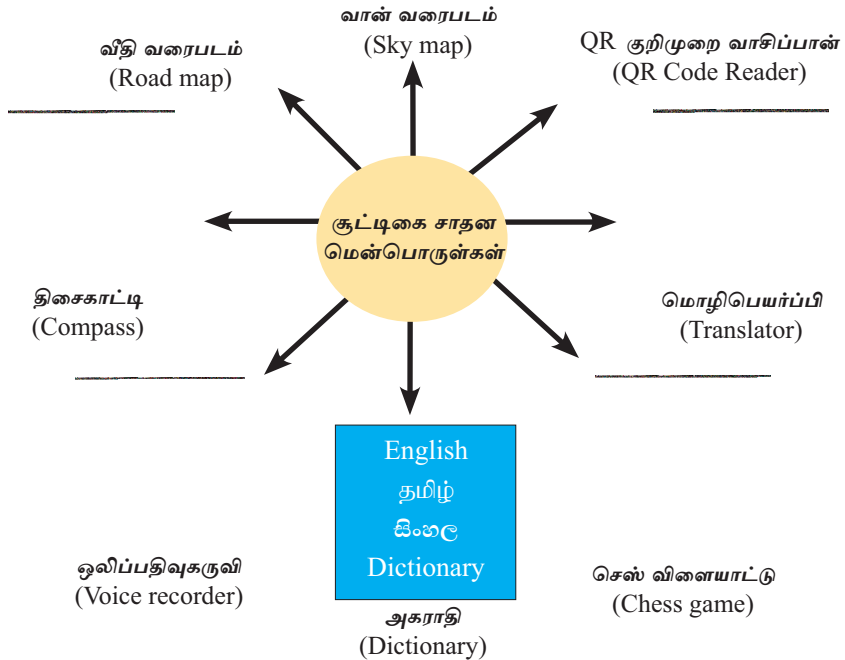 வான் வரைபடம்
(Sky map)
வீதி வரைபடம்
(Road map)
QR குறிமுறை வாசிப்பான்
(QR Code Reader)
சூட்டிகை சாதன
மென்பொருள்கள்
திசைகாட்டி
(Compass)
மொழிபெயர்ப்பி
(Translator)
English
தமிழ்
සිංහල
Dictionary
ஒலிப்பதிவுகருவி
(Voice recorder)
செஸ் விளையாட்டு
(Chess game)
அகராதி
(Dictionary)